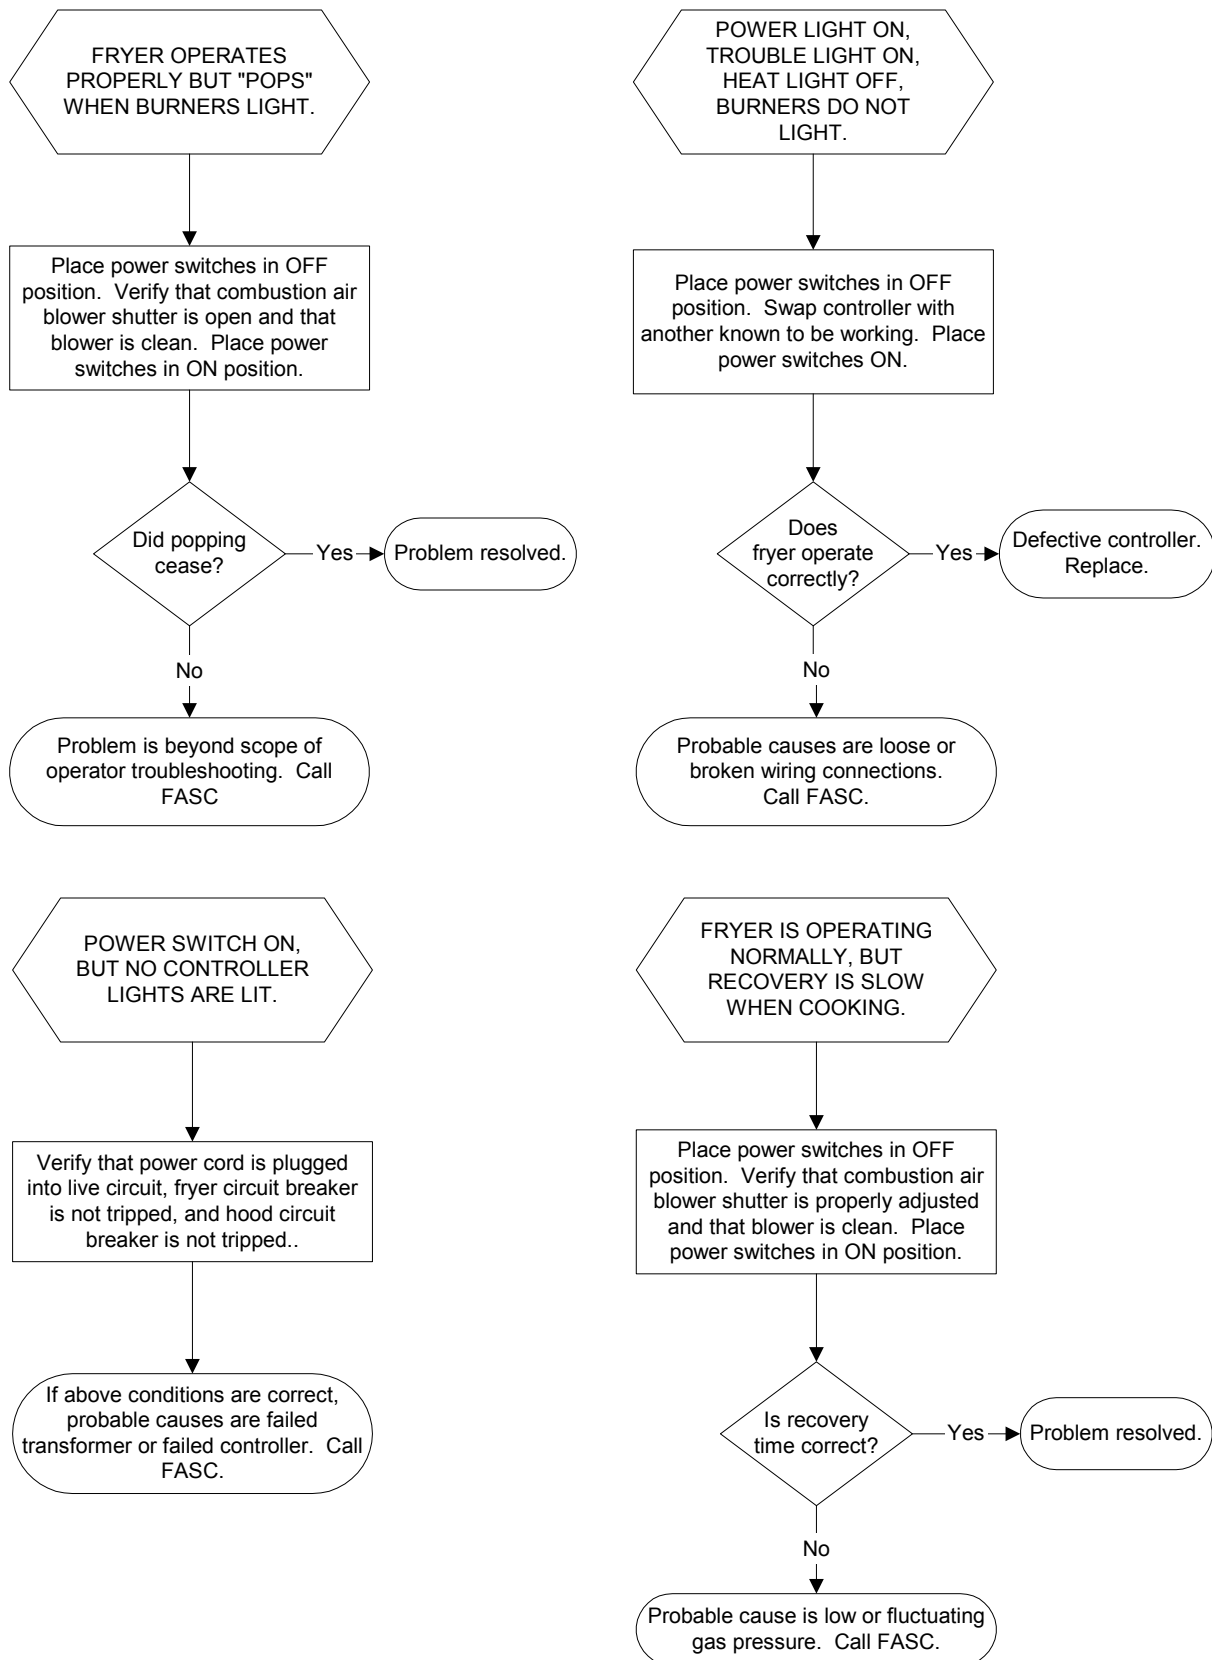 FRYER OPERATES
PROPERLY BUT "POPS"
WHEN BURNERS LIGHT.
Place power switches in OFF
position.  Verify that combustion air
blower shutter is open and that
blower is clean.  Place power
switches in ON position.
Did popping
cease?
Yes
Problem resolved.
No
Problem is beyond scope of
operator troubleshooting.  Call
FASC
POWER LIGHT ON,
TROUBLE LIGHT ON,
HEAT LIGHT OFF,
BURNERS DO NOT
LIGHT.
Place power switches in OFF
position.  Swap controller with
another known to be working.  Place
power switches ON.
Does
fryer operate
correctly?
Yes
Defective controller.
Replace.
No
Probable causes are loose or
broken wiring connections.
Call FASC.
POWER SWITCH ON,
BUT NO CONTROLLER
LIGHTS ARE LIT.
Verify that power cord is plugged
into live circuit, fryer circuit breaker
is not tripped, and hood circuit
breaker is not tripped..
If above conditions are correct,
probable causes are failed
transformer or failed controller.  Call
FASC.
FRYER IS OPERATING
NORMALLY, BUT
RECOVERY IS SLOW
WHEN COOKING.
Place power switches in OFF
position.  Verify that combustion air
blower shutter is properly adjusted
and that blower is clean.  Place
power switches in ON position.
Is recovery
time correct?
Yes
Problem resolved.
No
Probable cause is low or fluctuating
gas pressure.  Call FASC.